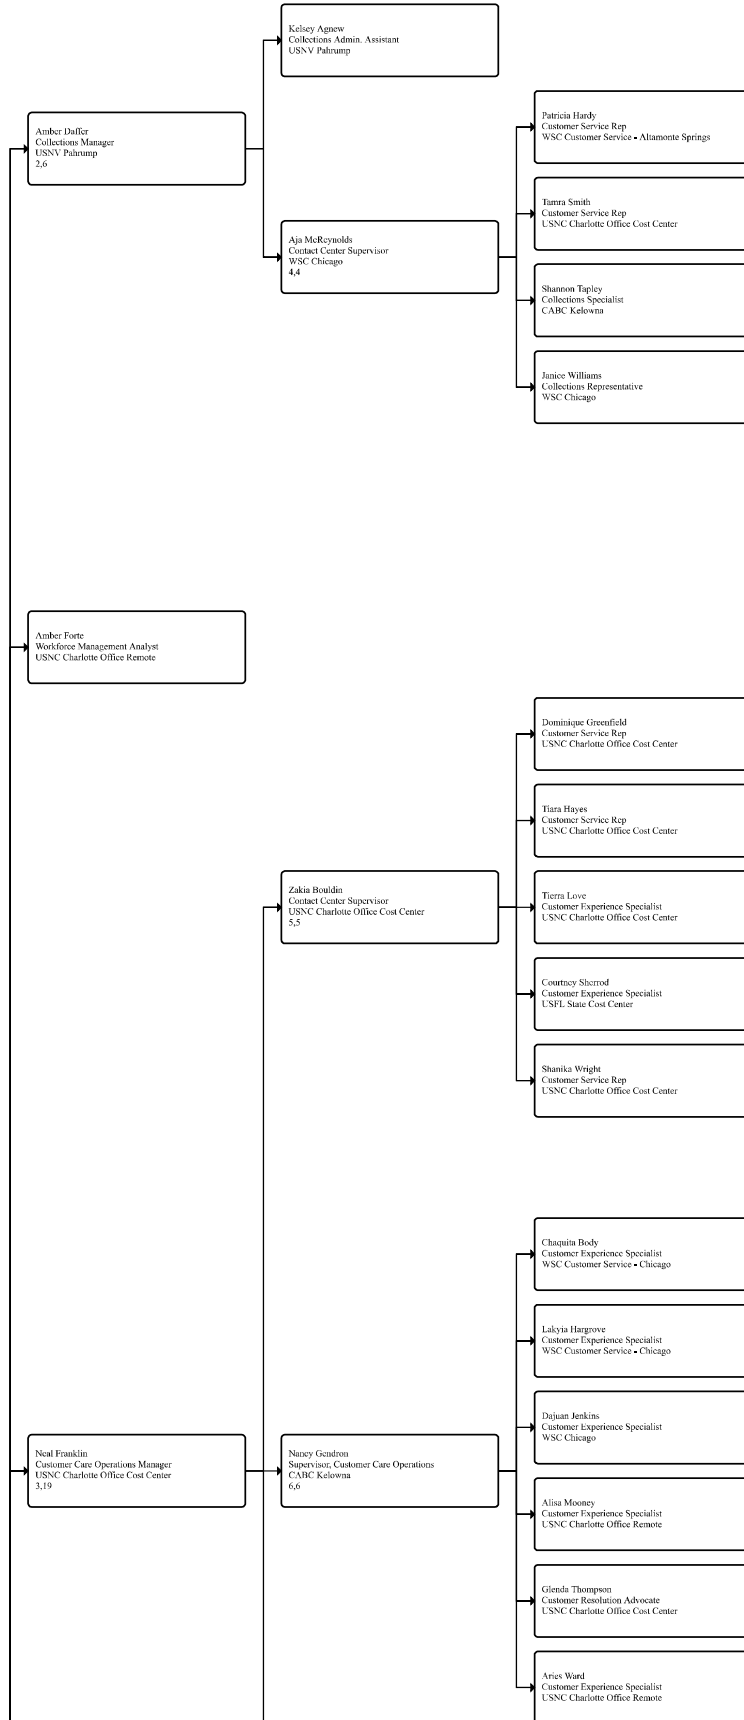 Kelsey Agnew
Collections Admin. Assistant
USNV Pahrump
Amber Daffer
Collections Manager
USNV Pahrump
2,6
Patricia Hardy
Customer Service Rep
WSC Customer Service - Altamonte Springs
Tamra Smith
Customer Service Rep
USNC Charlotte Office Cost Center
Aja McReynolds
Contact Center Supervisor
WSC Chicago
4,4
Shannon Tapley
Collections Specialist
CABC Kelowna
Janice Williams
Collections Representative
WSC Chicago
Amber Forte
Workforce Management Analyst
USNC Charlotte Office Remote
Dominique Greenfield
Customer Service Rep
USNC Charlotte Office Cost Center
Tiara Hayes
Customer Service Rep
USNC Charlotte Office Cost Center
Zakia Bouldin
Contact Center Supervisor
USNC Charlotte Office Cost Center
5,5
Tierra Love
Customer Experience Specialist
USNC Charlotte Office Cost Center
Courtney Sherrod
Customer Experience Specialist
USFL State Cost Center
Shanika Wright
Customer Service Rep
USNC Charlotte Office Cost Center
Chaquita Body
Customer Experience Specialist
WSC Customer Service - Chicago
Lakyia Hargrove
Customer Experience Specialist
WSC Customer Service - Chicago
Dajuan Jenkins
Customer Experience Specialist
WSC Chicago
Neal Franklin
Customer Care Operations Manager
USNC Charlotte Office Cost Center
3,19
Nancy Gendron
Supervisor, Customer Care Operations
CABC Kelowna
6,6
Alisa Mooney
Customer Experience Specialist
USNC Charlotte Office Remote
Glenda Thompson
Customer Resolution Advocate
USNC Charlotte Office Cost Center
Aries Ward
Customer Experience Specialist
USNC Charlotte Office Remote